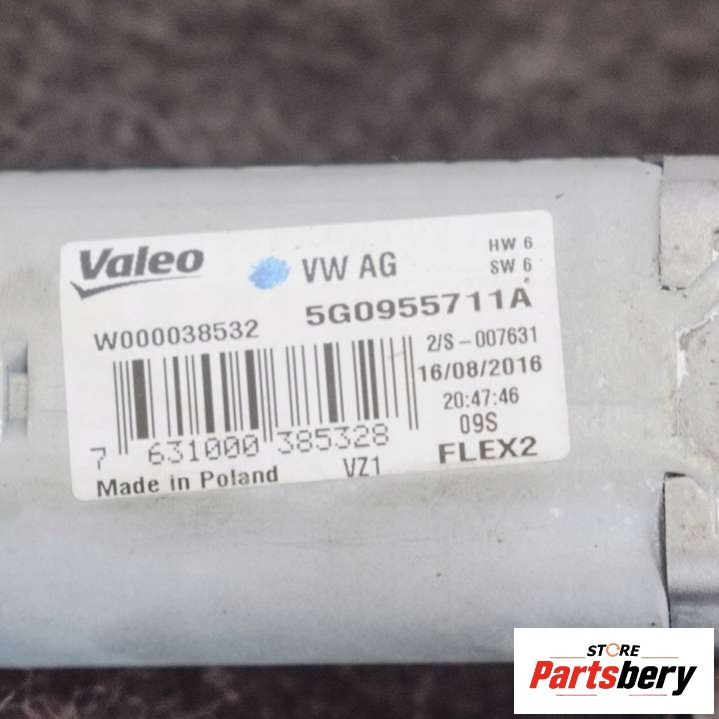 Valeo
VW AG
HW 6
SW 6
W000038532
5G0955711A
2/S-007631
16/08/2016
20:47:46
09S
FLEX2
7 631000 385328
VZ1
Made in Poland
STORE
Partsbery